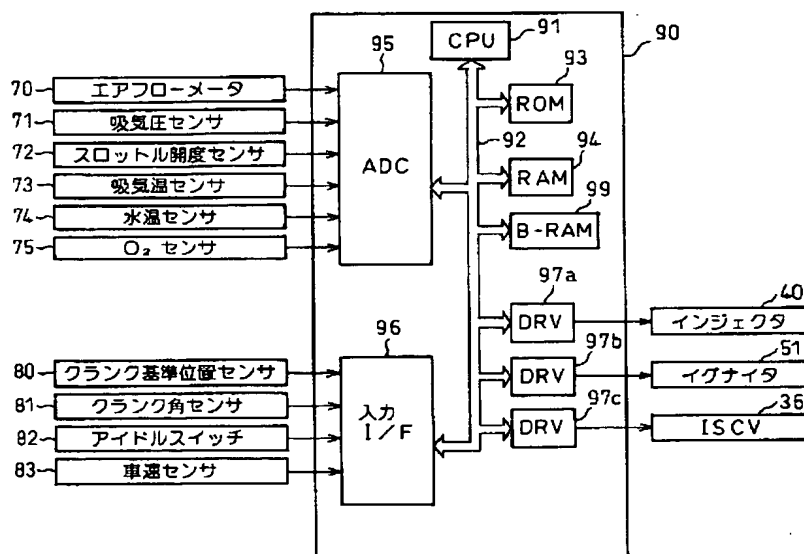 CPU
91
90
95
93
70
エアフローメータ
ROM
71
吸気圧センサ
92
94
72
スロットル開度センサ
ADC
RAM
73
吸気温センサ
99
74
水温センサ
B-RAM
75
O₂ センサ
97a
40
96
DRV
インジェクタ
80
クランク基準位置センサ
97b
51
81
クランク角センサ
DRV
イグナイタ
入力
I/F
97c
36
82
アイドルスイッチ
DRV
ISCV
83
車速センサ